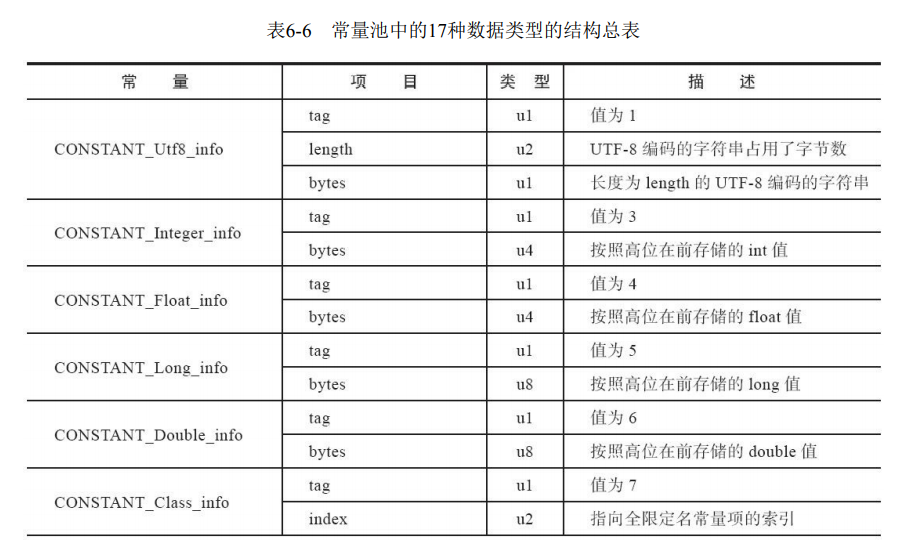 表6-6 常量池中的17种数据类型的结构总表
常 量 项 目 类 型 描 述
CONSTANT_Utf8_info tag u1 值为 1
length u2 UTF-8 编码的字符串占用了字节数
bytes u1 长度为 length 的 UTF-8 编码的字符串
CONSTANT_Integer_info tag u1 值为 3
bytes u4 按照高位在前存储的 int 值
CONSTANT_Float_info tag u1 值为 4
bytes u4 按照高位在前存储的 float 值
CONSTANT_Long_info tag u1 值为 5
bytes u8 按照高位在前存储的 long 值
CONSTANT_Double_info tag u1 值为 6
bytes u8 按照高位在前存储的 double 值
CONSTANT_Class_info tag u1 值为 7
index u2 指向全限定名常量项的索引